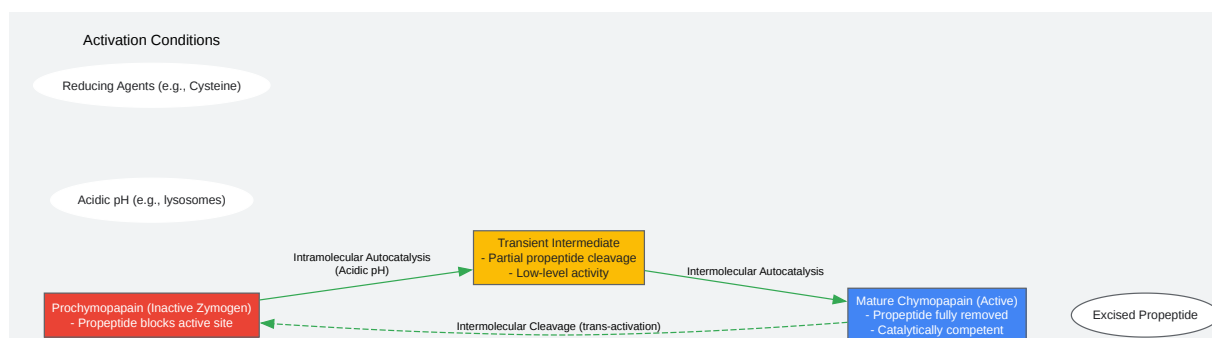 Activation Conditions
Reducing Agents (e.g., Cysteine)
Acidic pH (e.g., lysosomes)
Transient Intermediate
- Partial propeptide cleavage
- Low-level activity
Intramolecular Autocatalysis
(Acidic pH)
Intermolecular Autocatalysis
Prochymopapain (Inactive Zymogen)
- Propeptide blocks active site
Intermolecular Cleavage (trans-activation)
Mature Chymopapain (Active)
- Propeptide fully removed
- Catalytically competent
Excised Propeptide